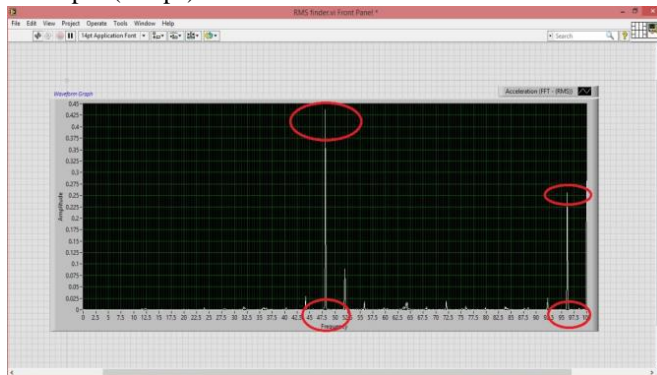 RMS finder.vi Front Panel *
File Edit View Project Operate Tools Window Help
14pt Application Font
Search
Waveform Graph
Acceleration (FFT - (RMS))
0.45
0.425
0.4
0.375
0.35
0.325
0.3
0.275
0.25
0.225
0.2
0.175
0.15
0.125
0.1
0.075
0.05
0.025
0
Amplitude
0 2.5 5 7.5 10 12.5 15 17.5 20 22.5 25 27.5 30 32.5 35 37.5 40 42.5 45 47.5 50 52.5 55 57.5 60 62.5 65 67.5 70 72.5 75 77.5 80 82.5 85 87.5 90 92.5 95 97.5 100
Frequency